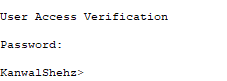 User Access Verification
Password:
KanwalShehz>